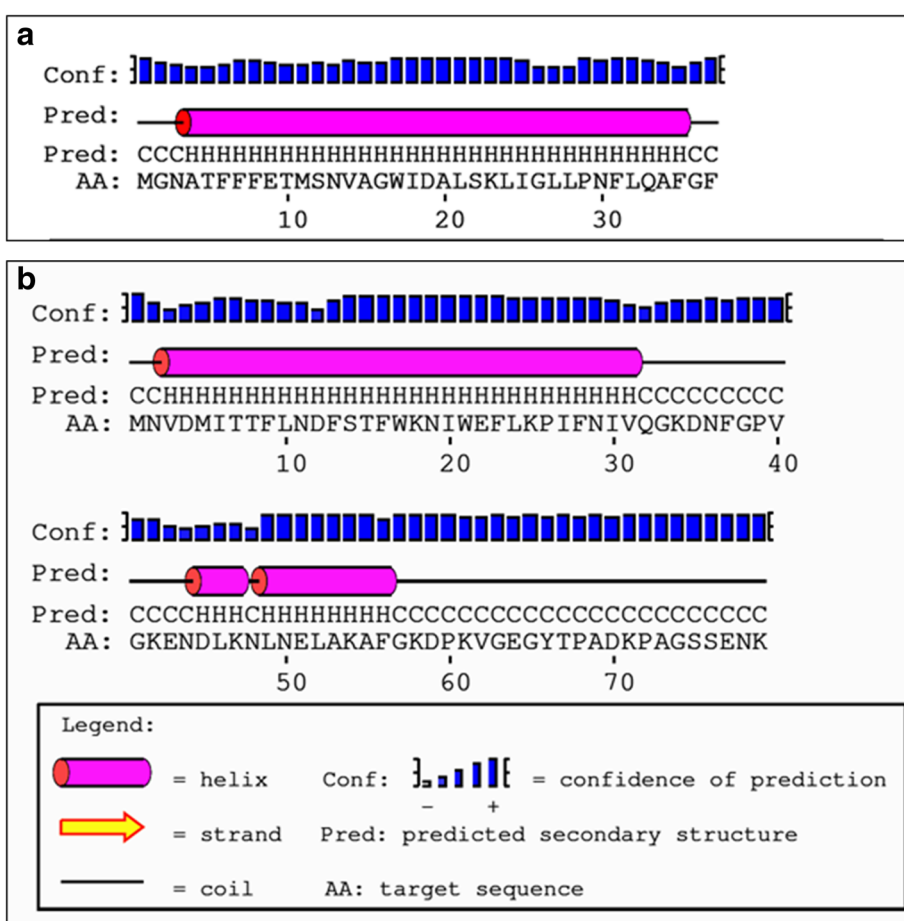 a
Conf:
Pred:
Pred: CCCHHHHHHHHHHHHHHHHHHHHHHHHHHHHHHHHCC
AA: MGNATFFFETMSNVAGWIDALSKLIGLLPNFLQAFGF
10 20 30
b
Conf:
Pred:
Pred: CCHHHHHHHHHHHHHHHHHHHHHHHHHHHHHCCCCCCCCC
AA: MNVDMITTFLNDFSTFWKNIWEFLKPIFNIVQGKDNFGPV
10 20 30 40
Conf:
Pred:
Pred: CCCCHHHCHHHHHHHHCCCCCCCCCCCCCCCCCCCCCCC
AA: GKENDLKNLNELAKAFGKDPKVGEGYTPADKPAGSSENK
50 60 70
Legend:
= helix Conf: = confidence of prediction
− +
= strand Pred: predicted secondary structure
= coil AA: target sequence